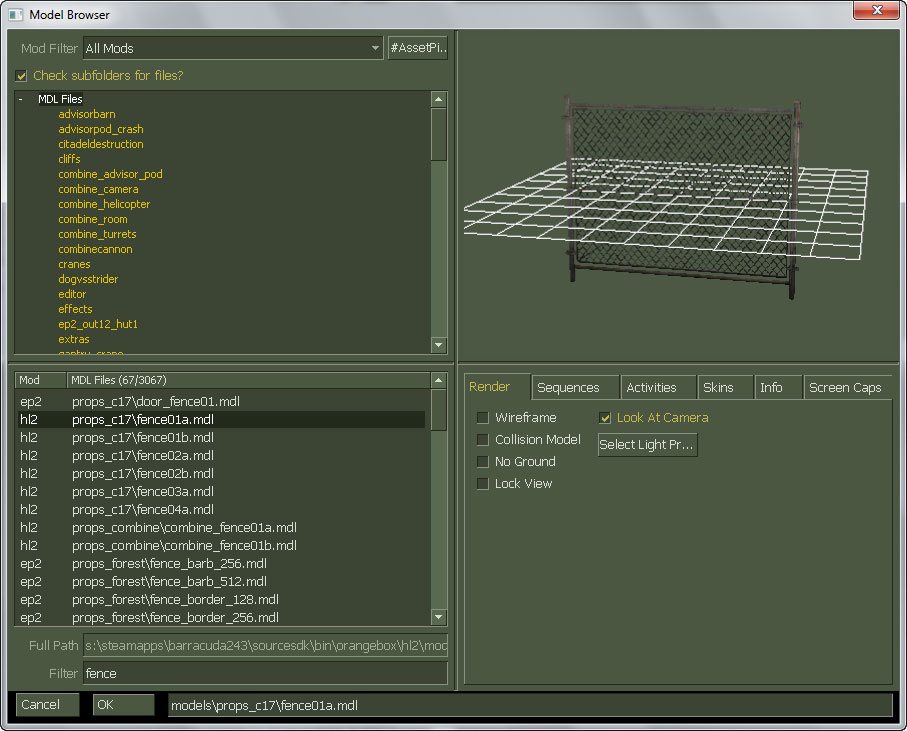 Model Browser
Mod Filter All Mods #AssetPi..
Check subfolders for files?
- MDL Files
advisorbarn
advisorpod_crash
citadeldestruction
cliffs
combine_advisor_pod
combine_camera
combine_helicopter
combine_room
combine_turrets
combinecannon
cranes
dogvsstrider
editor
effects
ep2_out12_hut1
extras
gantry_crane
Mod MDL Files (67/3067)
ep2 props_c17\door_fence01.mdl
hl2 props_c17\fence01a.mdl
hl2 props_c17\fence01b.mdl
hl2 props_c17\fence02a.mdl
hl2 props_c17\fence02b.mdl
hl2 props_c17\fence03a.mdl
hl2 props_c17\fence04a.mdl
hl2 props_combine\combine_fence01a.mdl
hl2 props_combine\combine_fence01b.mdl
ep2 props_forest\fence_barb_256.mdl
ep2 props_forest\fence_barb_512.mdl
ep2 props_forest\fence_border_128.mdl
ep2 props_forest\fence_border_256.mdl
Full Path s:\steamapps\barracuda243\sourcesdk\bin\orangebox\hl2\mod
Filter fence
Render Sequences Activities Skins Info Screen Caps
Wireframe Look At Camera
Collision Model Select Light Pr...
No Ground
Lock View
Cancel OK models\props_c17\fence01a.mdl